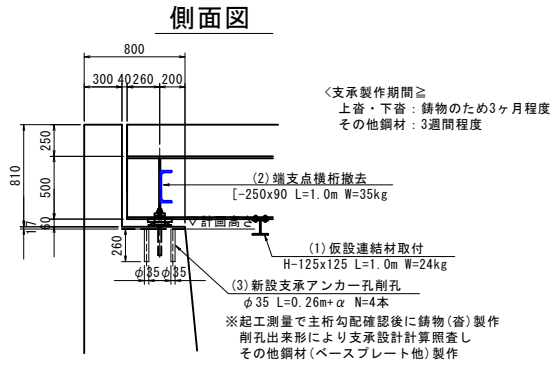 側面図
800
300 40 260 200
<支承製作期間≧
上沓・下沓：鋳物のため3ヶ月程度
その他鋼材：3週間程度
250
810
500
60
17
(2)端支点横桁撤去
[-250x90 L=1.0m W=35kg
▽計画高さ
260
(1)仮設連結材取付
H-125x125 L=1.0m W=24kg
φ35 φ35
(3)新設支承アンカー孔削孔
φ35 L=0.26m+α N=4本
※起工測量で主桁勾配確認後に鋳物(沓)製作
削孔出来形により支承設計計算照査し
その他鋼材(ベースプレート他)製作